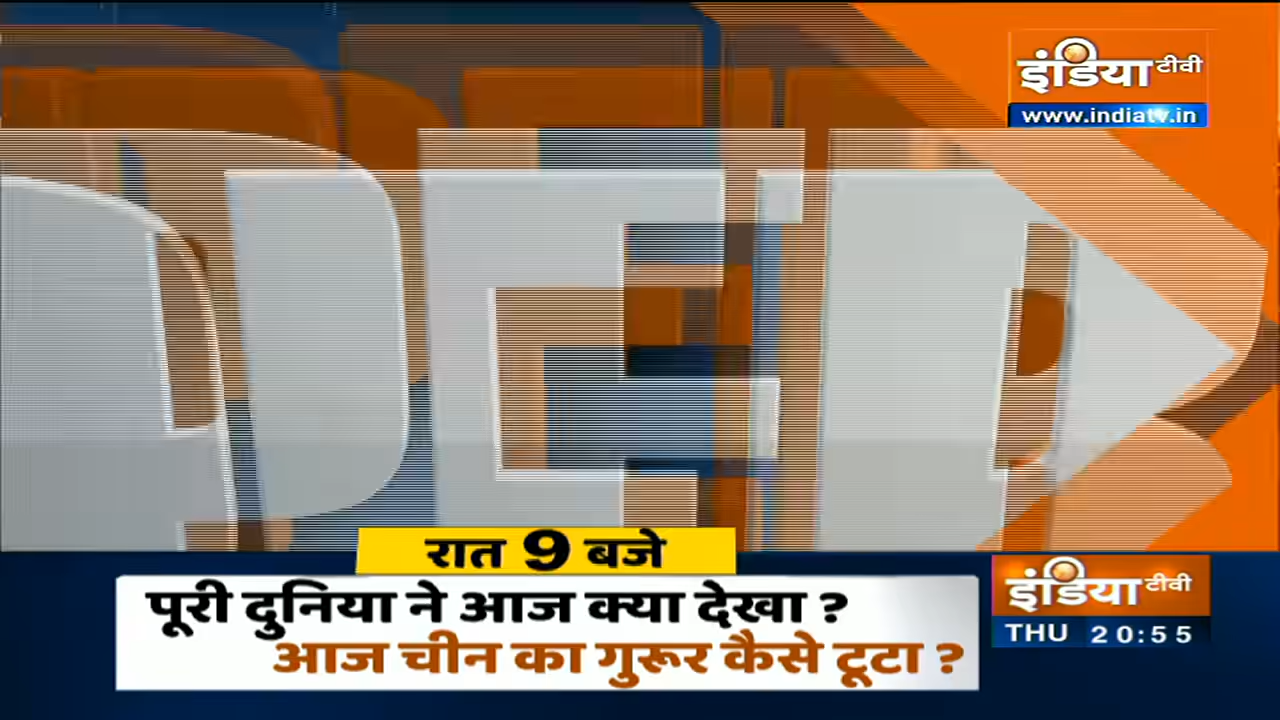 इंडिया टीवी
www.indiatv.in
रात 9 बजे
पूरी दुनिया ने आज क्या देखा ?
आज चीन का गुरूर कैसे टूटा ?
इंडिया टीवी
THU 20:55